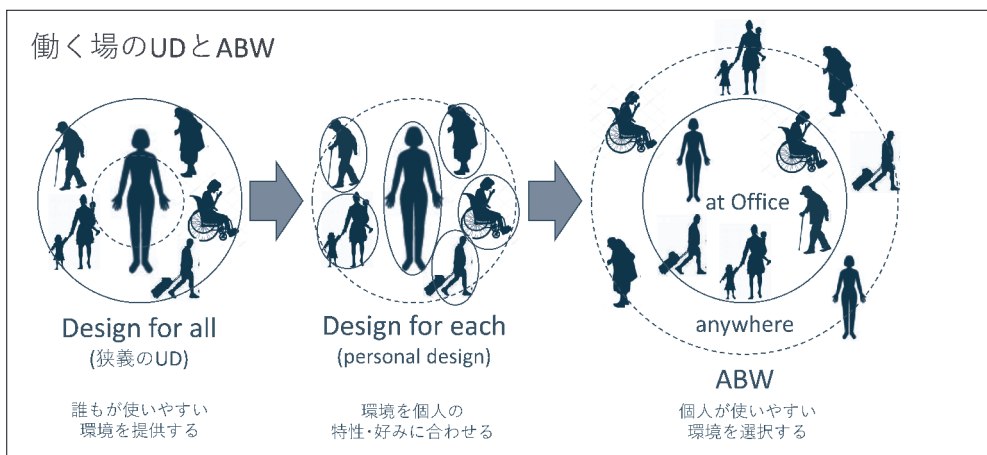 働く場のUDとABW
at Office
anywhere
Design for all
(狭義のUD)
誰もが使いやすい
環境を提供する
Design for each
(personal design)
環境を個人の
特性・好みに合わせる
ABW
個人が使いやすい
環境を選択する